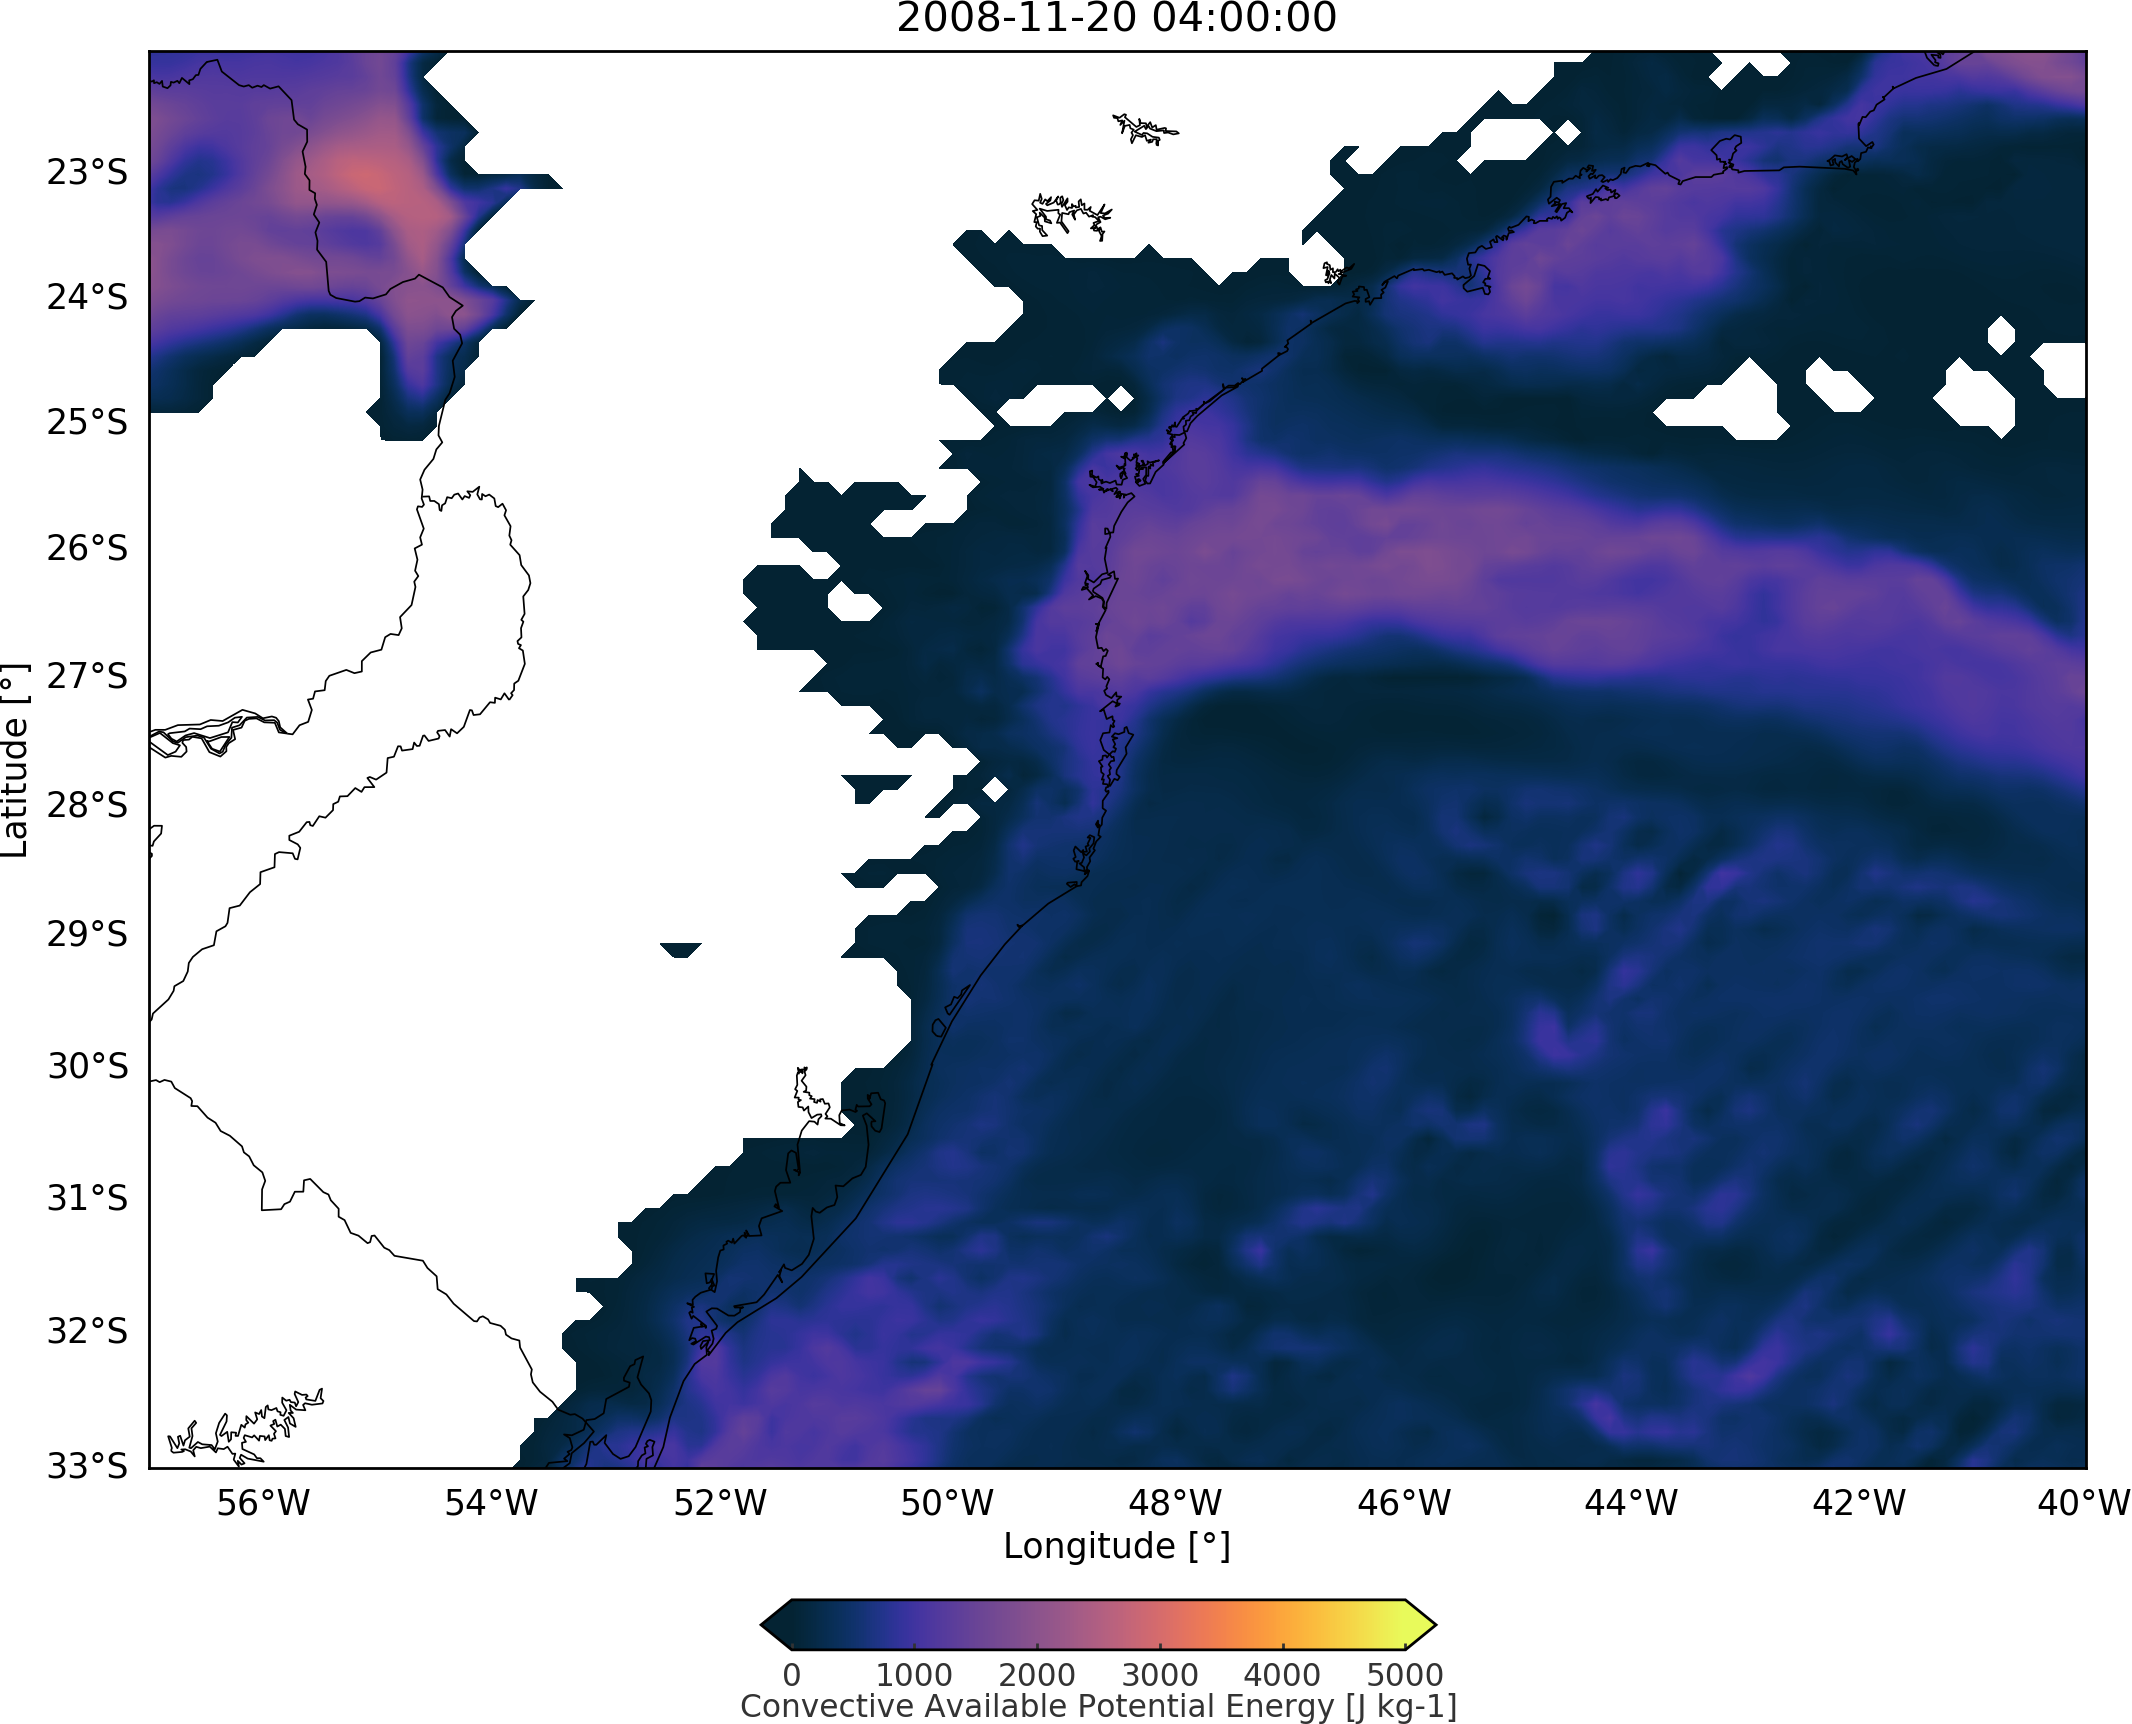 2008-11-20 04:00:00
23°S
24°S
25°S
26°S
27°S
28°S
29°S
30°S
31°S
32°S
33°S
Latitude [°]
56°W 54°W 52°W 50°W 48°W 46°W 44°W 42°W 40°W
Longitude [°]
0 1000 2000 3000 4000 5000
Convective Available Potential Energy [J kg-1]